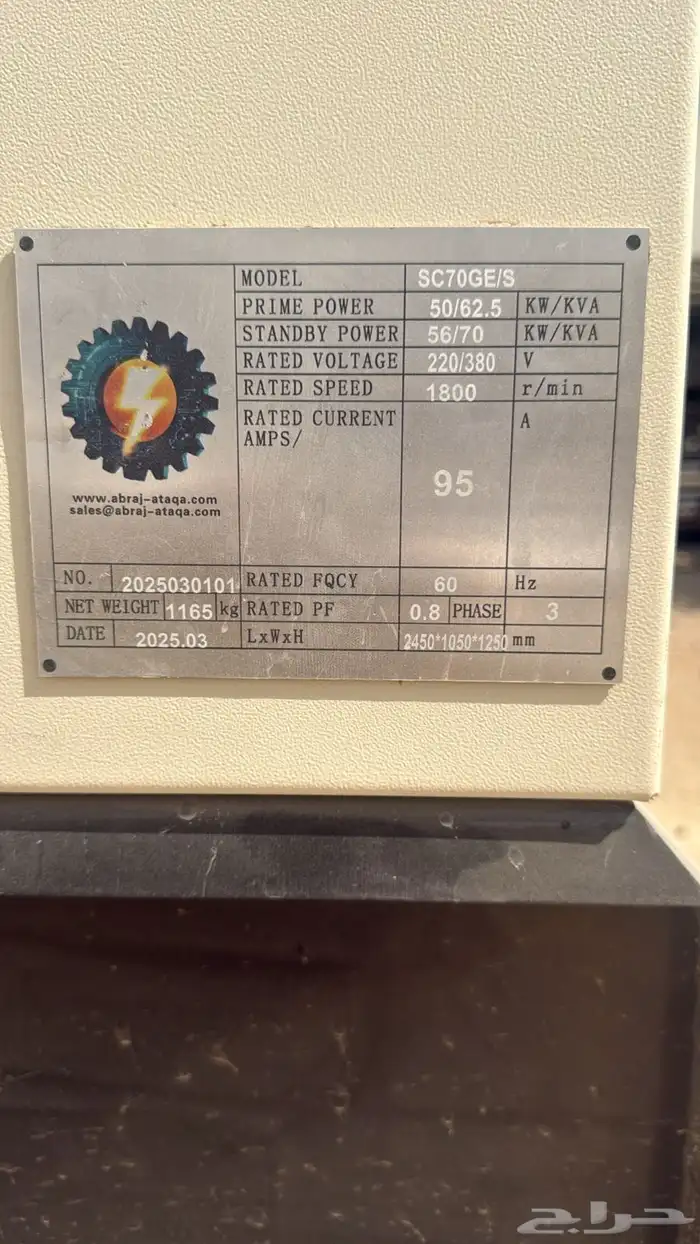 MODEL SC70GE/S
PRIME POWER 50/62.5 KW/KVA
STANDBY POWER 56/70 KW/KVA
RATED VOLTAGE 220/380 V
RATED SPEED 1800 r/min
RATED CURRENT AMPS/ 95 A
www.abraj-ataqa.com
sales@abraj-ataqa.com
NO. 2025030101 RATED FQCY 60 Hz
NET WEIGHT 1165 kg RATED PF 0.8 PHASE 3
DATE 2025.03 LxWxH 2450*1050*1250 mm
حراج